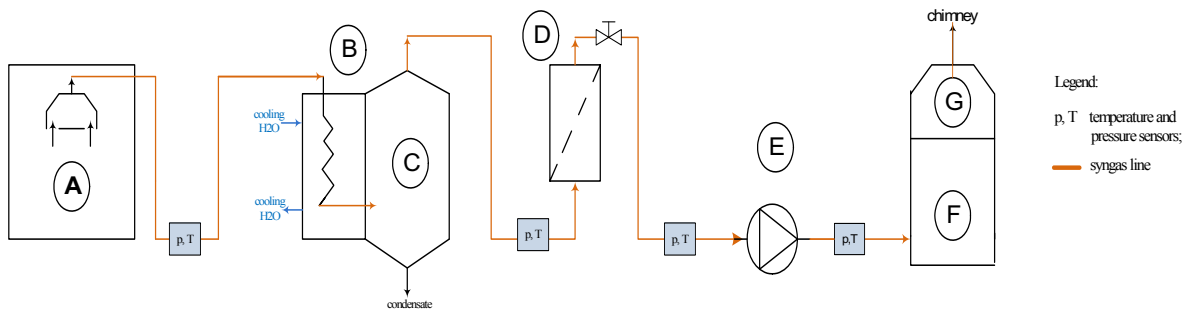 A
p, T
B
cooling
H2O
cooling
H2O
C
condensate
D
p, T
p, T
E
p,T
chimney
G
F
Legend:
p, T temperature and
pressure sensors;
syngas line